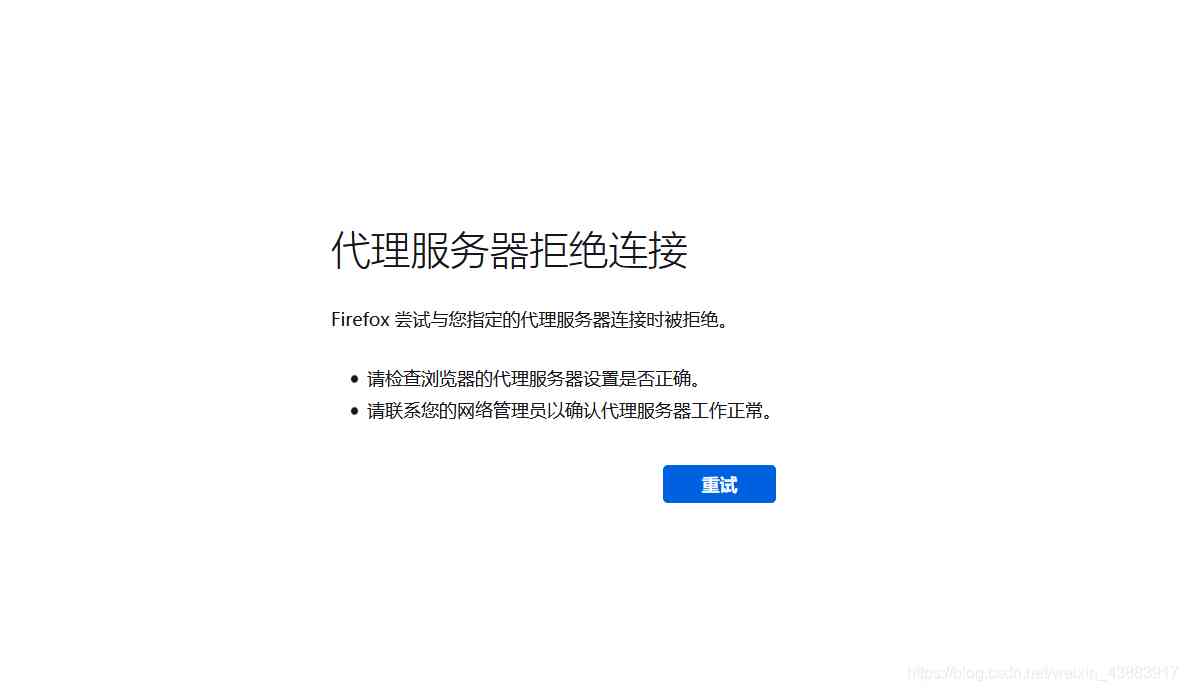 代理服务器拒绝连接
Firefox 尝试与您指定的代理服务器连接时被拒绝。
请检查浏览器的代理服务器设置是否正确。
请联系您的网络管理员以确认代理服务器工作正常。
重试
https://blog.csdn.net/weixin_43883917